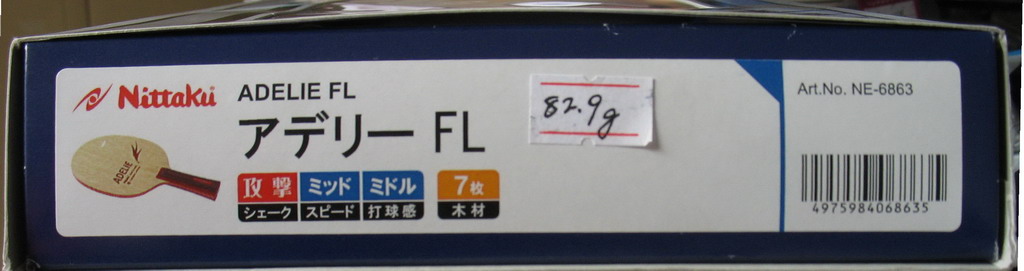 Nittaku
ADELIE FL
アデリー FL
82.9g
Art.No. NE-6863
ADELIE
攻撃 ミッド ミドル 7枚
シェーク スピード 打球感 木材
4975984068635